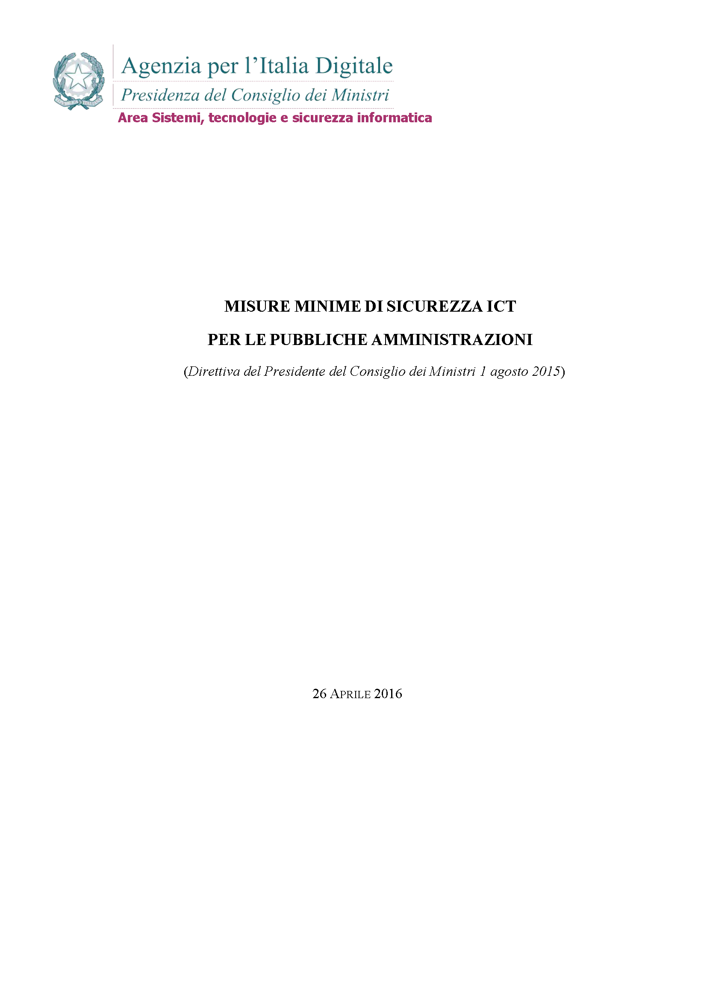 Agenzia per l’Italia Digitale
Presidenza del Consiglio dei Ministri
Area Sistemi, tecnologie e sicurezza informatica
MISURE MINIME DI SICUREZZA ICT
PER LE PUBBLICHE AMMINISTRAZIONI
(Direttiva del Presidente del Consiglio dei Ministri 1 agosto 2015)
26 APRILE 2016